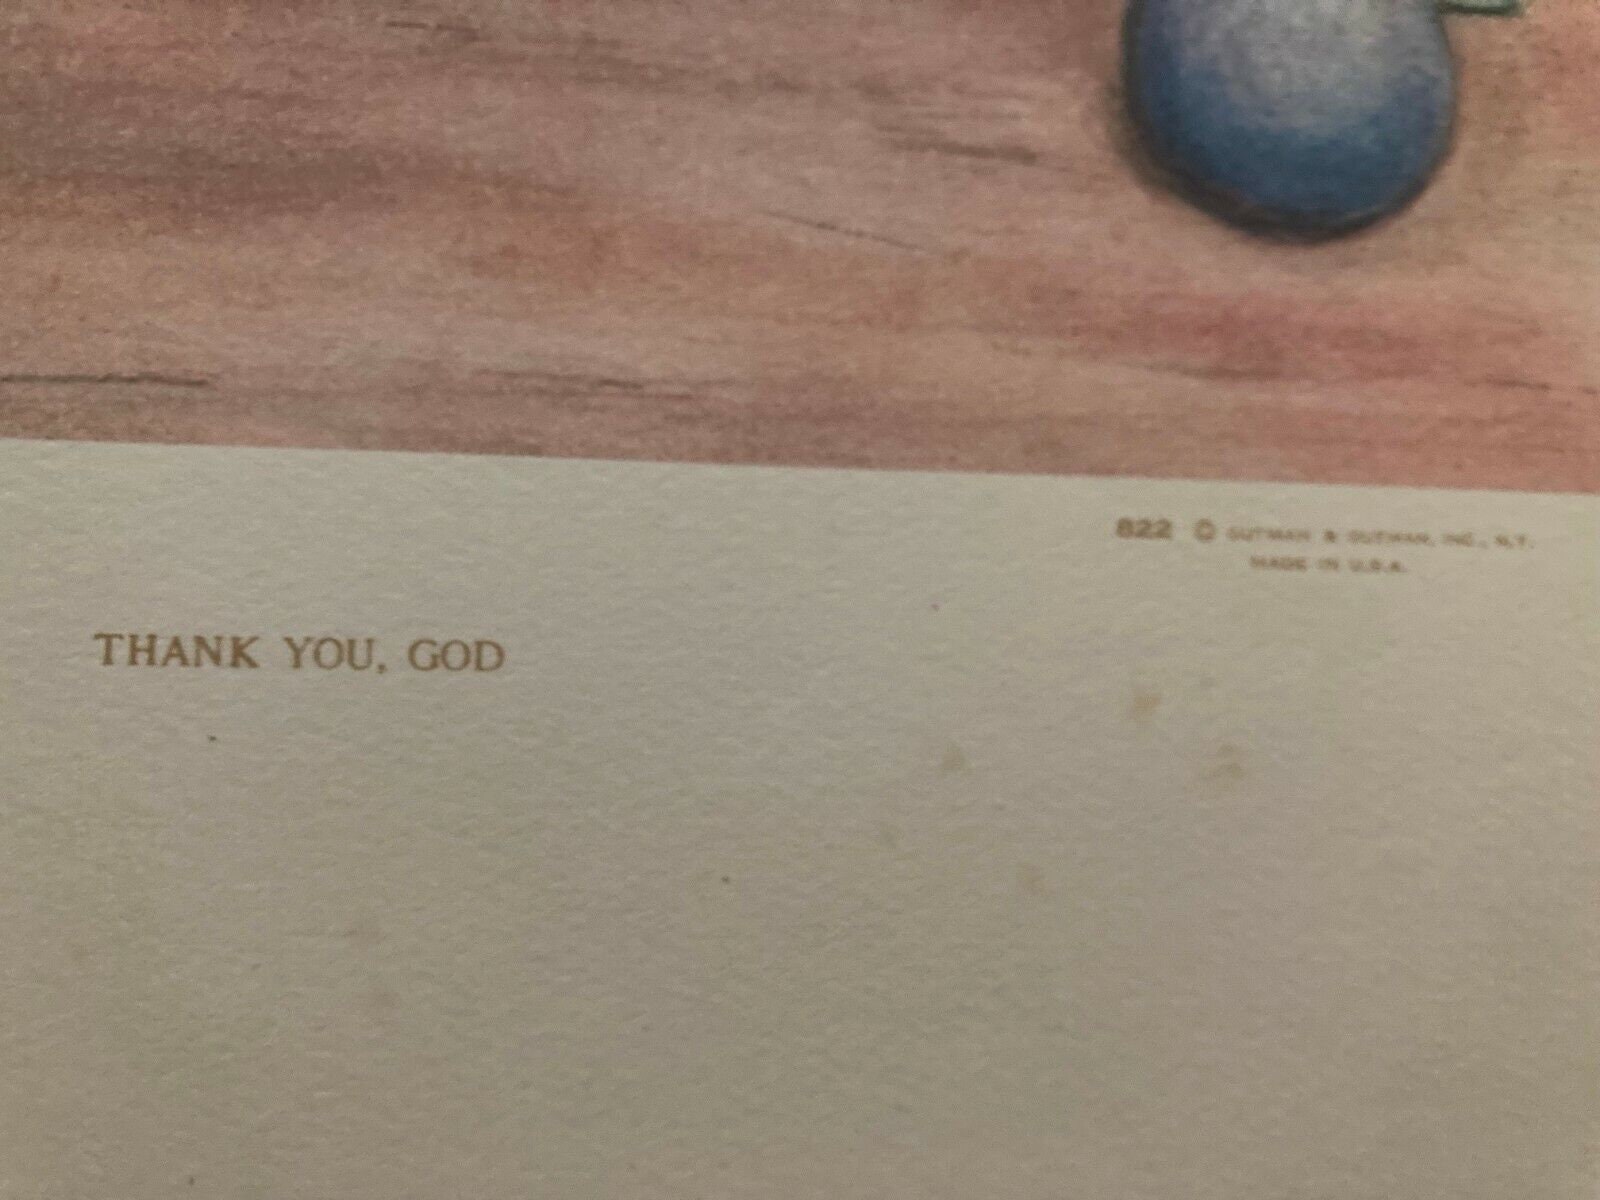 822 © GUTMAN & GUTMAN, INC., N.Y.
MADE IN U.S.A.
THANK YOU, GOD